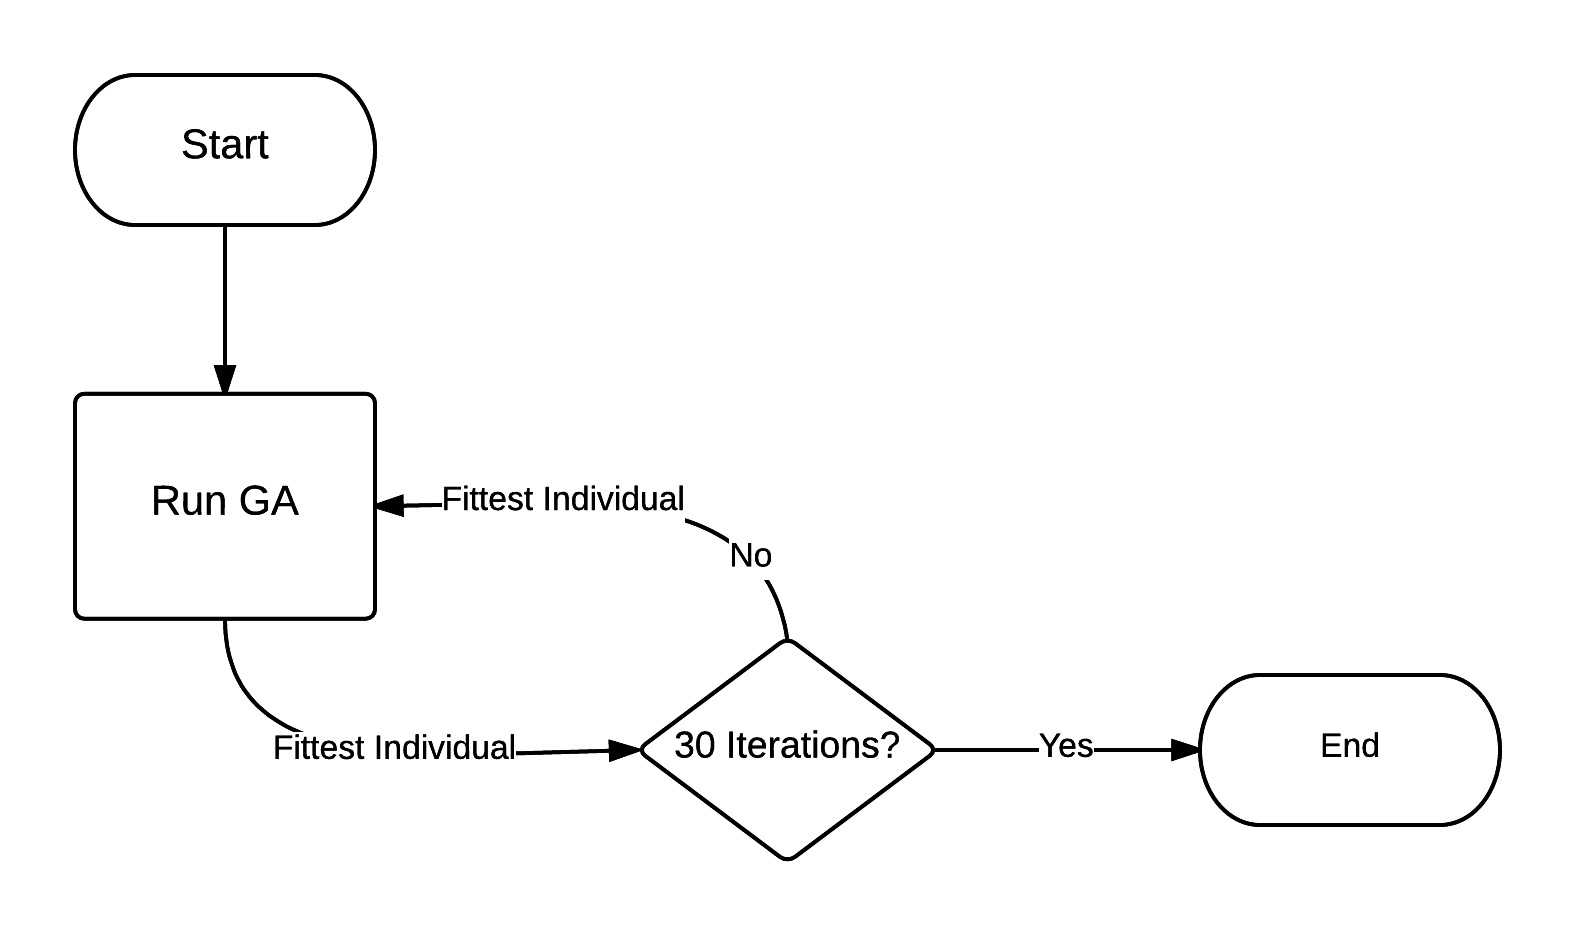 Start
Run GA
Fittest Individual
No
Fittest Individual
30 Iterations?
Yes
End